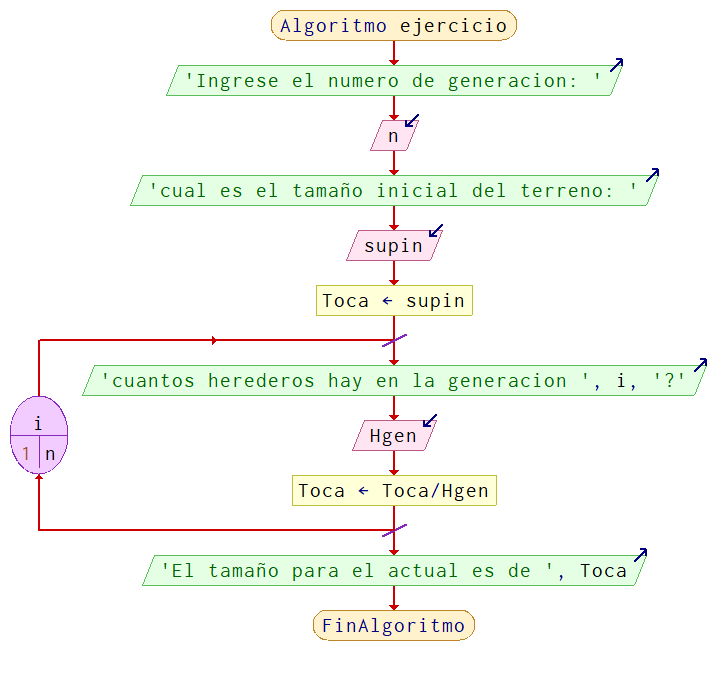 Algoritmo ejercicio
'Ingrese el numero de generacion: '
n
'cual es el tamaño inicial del terreno: '
supin
Toca ← supin
'cuantos herederos hay en la generacion ', i, '?'
i
1 n
Hgen
Toca ← Toca/Hgen
'El tamaño para el actual es de ', Toca
FinAlgoritmo